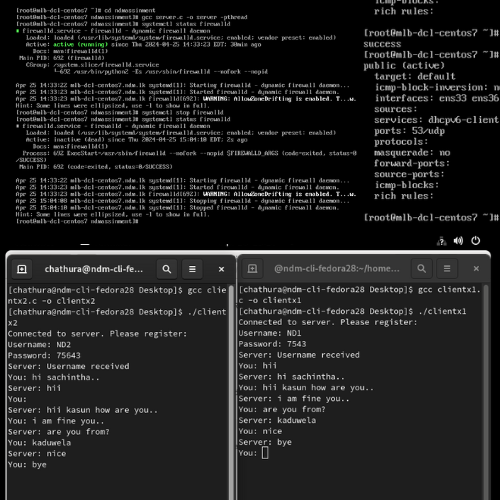 [root@mlb-dcl-centos7 ~]# cd ndmassinment
[root@mlb-dcl-centos7 ndmassinment]# gcc server.c -o server -pthread
[root@mlb-dcl-centos7 ndmassinment]# systemctl status firewalld
● firewalld.service - firewalld - dynamic firewall daemon
Loaded: loaded (/usr/lib/systemd/system/firewalld.service; enabled; vendor preset: enabled)
Active: active (running) since Thu 2024-04-25 14:33:23 EDT; 30min ago
Docs: man:firewalld(1)
Main PID: 692 (firewalld)
CGroup: /system.slice/firewalld.service
└─692 /usr/bin/python2 -Es /usr/sbin/firewalld --nofork --nopid
Apr 25 14:33:22 mlb-dcl-centos7.ndm.lk systemd[1]: Starting firewalld - dynamic firewall daemon...
Apr 25 14:33:23 mlb-dcl-centos7.ndm.lk systemd[1]: Started firewalld - dynamic firewall daemon.
Apr 25 14:33:23 mlb-dcl-centos7.ndm.lk firewalld[692]: WARNING: AllowZoneDrifting is enabled. T...w.
Hint: Some lines were ellipsized, use -l to show in full.
[root@mlb-dcl-centos7 ndmassinment]# systemctl stop firewalld
[root@mlb-dcl-centos7 ndmassinment]# systemctl status firewalld
● firewalld.service - firewalld - dynamic firewall daemon
Loaded: loaded (/usr/lib/systemd/system/firewalld.service; enabled; vendor preset: enabled)
Active: inactive (dead) since Thu 2024-04-25 15:04:10 EDT; 2s ago
Docs: man:firewalld(1)
Process: 692 ExecStart=/usr/sbin/firewalld --nofork --nopid $FIREWALLD_ARGS (code=exited, status=0
/SUCCESS)
Main PID: 692 (code=exited, status=0/SUCCESS)
Apr 25 14:33:22 mlb-dcl-centos7.ndm.lk systemd[1]: Starting firewalld - dynamic firewall daemon...
Apr 25 14:33:23 mlb-dcl-centos7.ndm.lk systemd[1]: Started firewalld - dynamic firewall daemon.
Apr 25 14:33:23 mlb-dcl-centos7.ndm.lk firewalld[692]: WARNING: AllowZoneDrifting is enabled. T...w.
Apr 25 15:04:08 mlb-dcl-centos7.ndm.lk systemd[1]: Stopping firewalld - dynamic firewall daemon...
Apr 25 15:04:10 mlb-dcl-centos7.ndm.lk systemd[1]: Stopped firewalld - dynamic firewall daemon.
Hint: Some lines were ellipsized, use -l to show in full.
[root@mlb-dcl-centos7 ndmassinment]#
icmp-blocks:
rich rules:
[root@mlb-dcl-centos7 ~]#
success
[root@mlb-dcl-centos7 ~]#
public (active)
target: default
icmp-block-inversion: n
interfaces: ens33 ens36
sources:
services: dhcpv6-client
ports: 53/udp
protocols:
masquerade: no
forward-ports:
source-ports:
icmp-blocks:
rich rules:
[root@mlb-dcl-centos7 ~]#
chathura@ndm-cli-fe...
[chathura@ndm-cli-fedora28 Desktop]$ gcc clie
ntx2.c -o clientx2
[chathura@ndm-cli-fedora28 Desktop]$ ./client
x2
Connected to server. Please register:
Username: ND2
Password: 75643
Server: Username received
You: hi sachintha..
Server: hii
You:
Server: hii kasun how are you..
You: i am fine you..
Server: are you from?
You: kaduwela
Server: nice
You: bye
@ndm-cli-fedora28:~/home...
[chathura@ndm-cli-fedora28 Desktop]$ gcc clientx1.
c -o clientx1
[chathura@ndm-cli-fedora28 Desktop]$ ./clientx1
Connected to server. Please register:
Username: ND1
Password: 7543
Server: Username received
You: hii
Server: hi sachintha..
You: hii kasun how are you..
Server: i am fine you..
You: are you from?
Server: kaduwela
You: nice
Server: bye
You: